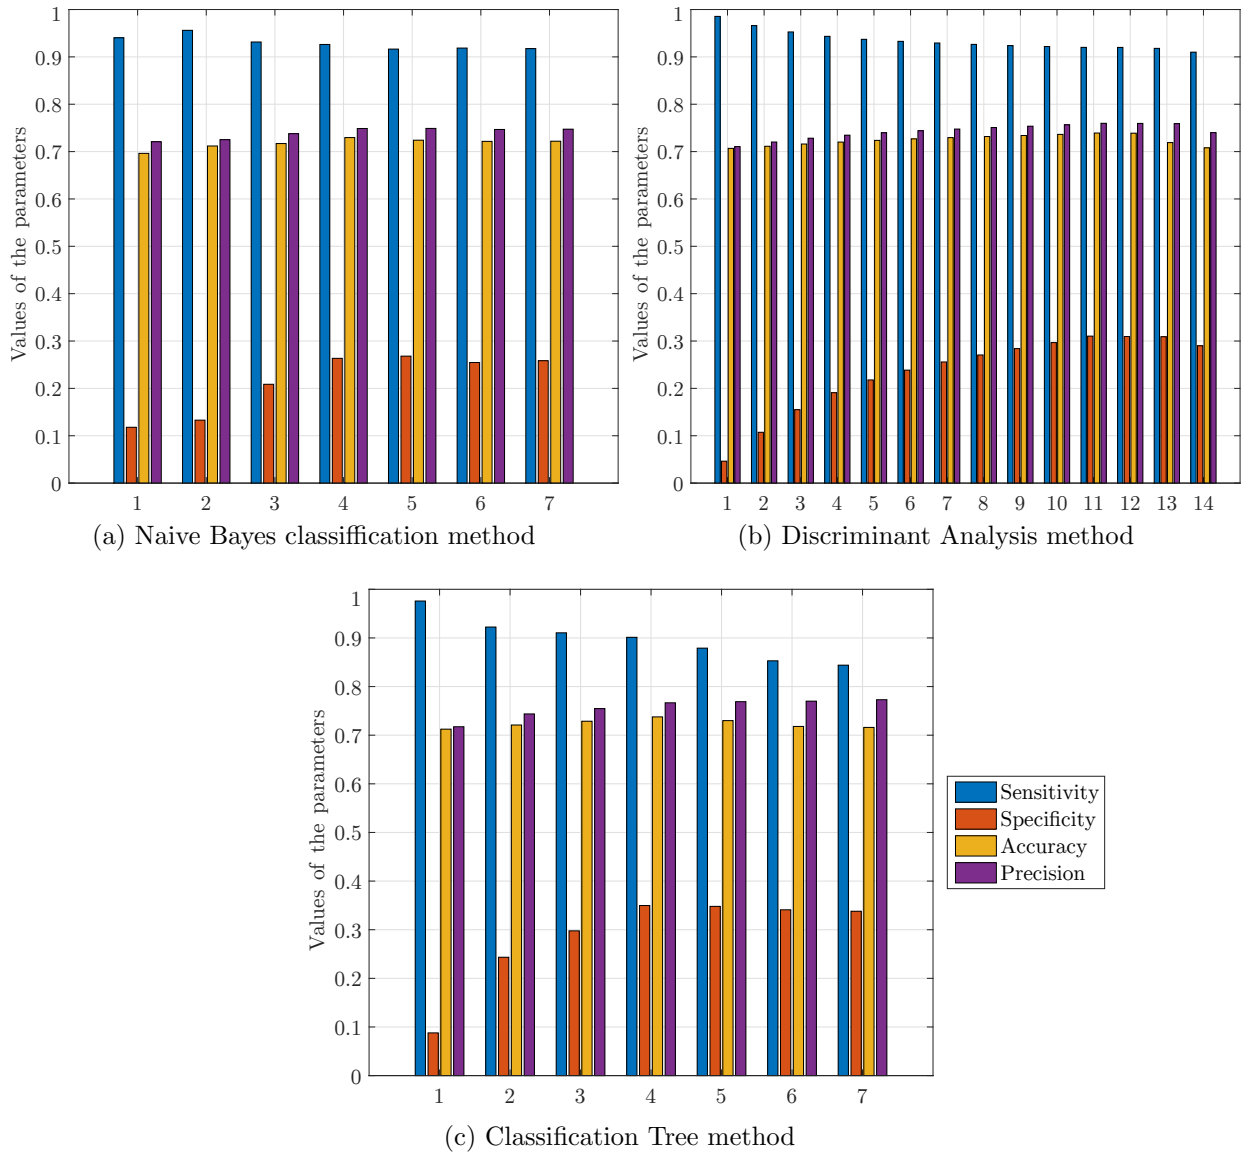 1
0.9
0.8
0.7
0.6
0.5
0.4
0.3
0.2
0.1
0
Values of the parameters
1 2 3 4 5 6 7
(a) Naive Bayes classiffication method
1
0.9
0.8
0.7
0.6
0.5
0.4
0.3
0.2
0.1
0
Values of the parameters
1 2 3 4 5 6 7 8 9 10 11 12 13 14
(b) Discriminant Analysis method
1
0.9
0.8
0.7
0.6
0.5
0.4
0.3
0.2
0.1
0
Values of the parameters
1 2 3 4 5 6 7
Sensitivity
Specificity
Accuracy
Precision
(c) Classification Tree method